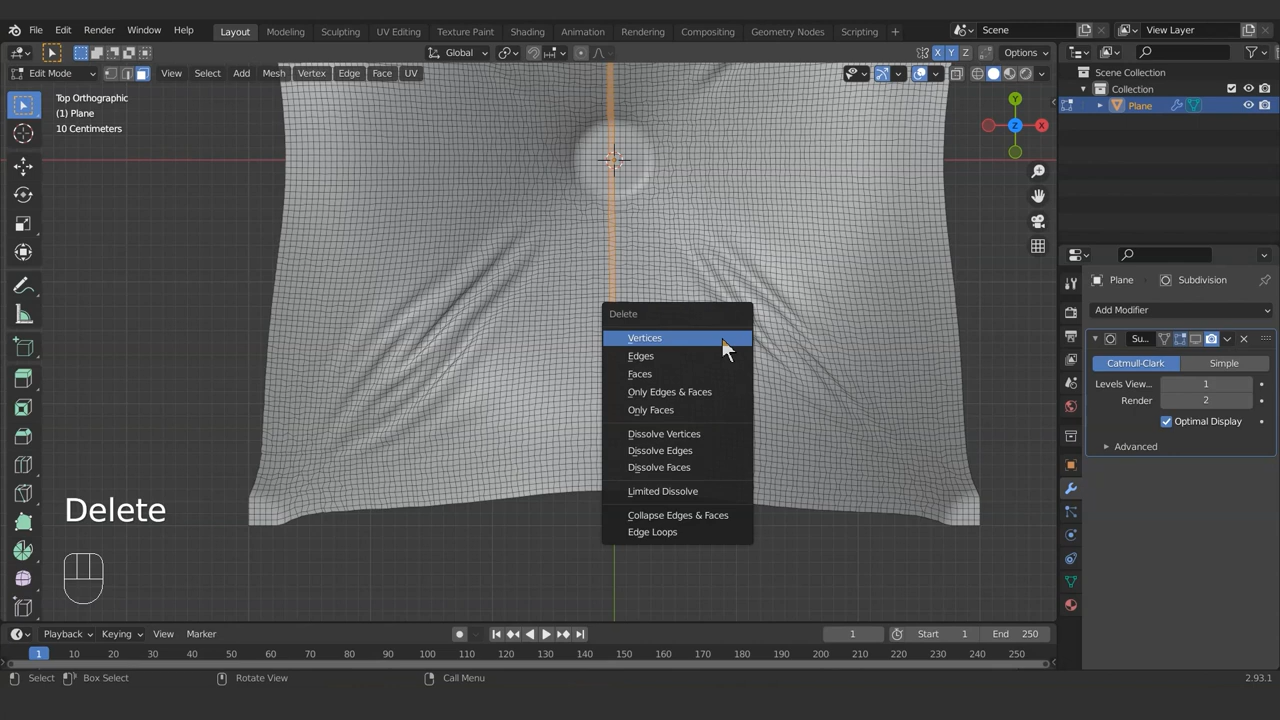 File Edit Render Window Help Layout Modeling Sculpting UV Editing Texture Paint Shading Animation Rendering Compositing Geometry Nodes Scripting + Scene View Layer
Global X Y Z Options
Edit Mode View Select Add Mesh Vertex Edge Face UV
Top Orthographic
(1) Plane
10 Centimeters
Y
Z X
Scene Collection
Collection
Plane
Plane Subdivision
Add Modifier
Su...
Catmull-Clark Simple
Levels View... 1
Render 2
Optimal Display
Advanced
Delete
Vertices
Edges
Faces
Only Edges & Faces
Only Faces
Dissolve Vertices
Dissolve Edges
Dissolve Faces
Limited Dissolve
Collapse Edges & Faces
Edge Loops
Delete
Playback Keying View Marker 1 Start 1 End 250
1 10 20 30 40 50 60 70 80 90 100 110 120 130 140 150 160 170 180 190 200 210 220 230 240 250
Select Box Select Rotate View Call Menu 2.93.1